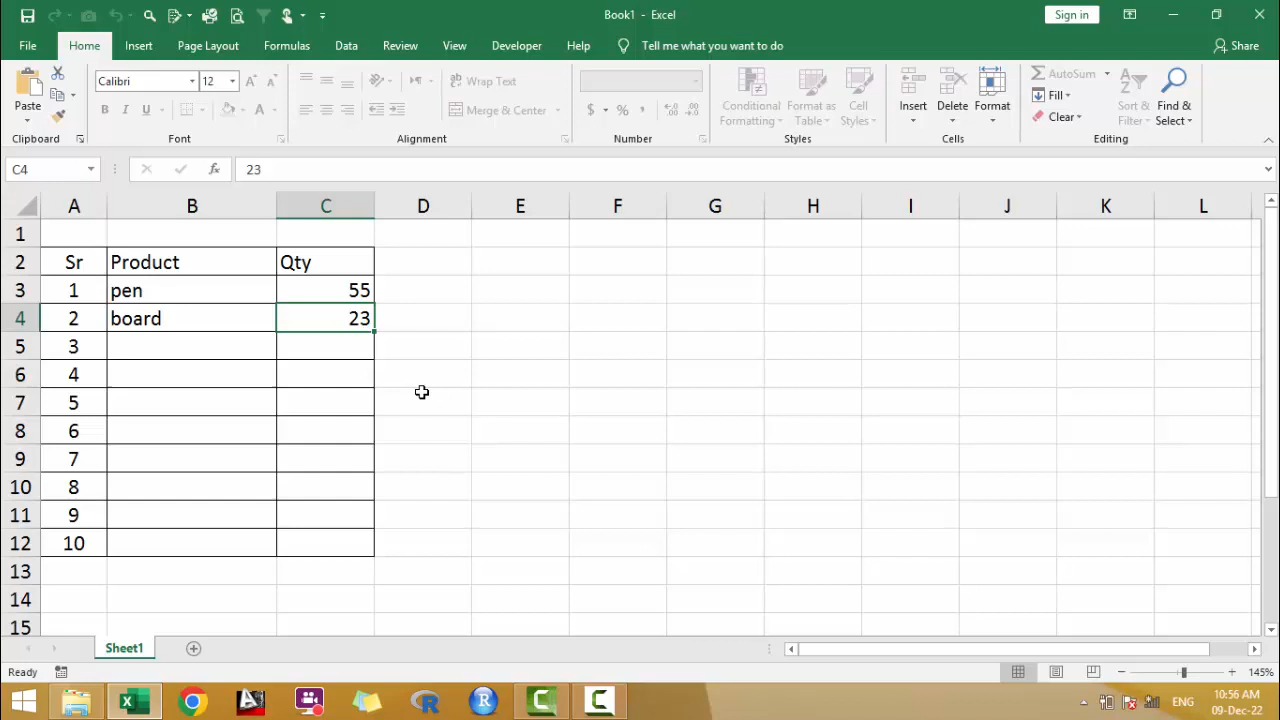 Book1 - Excel
Sign in
File Home Insert Page Layout Formulas Data Review View Developer Help Tell me what you want to do Share
Paste
Calibri 12
B I U A
Wrap Text
Merge & Center
$ %
Conditional Formatting
Format as Table
Cell Styles
Insert Delete Format
AutoSum
Fill
Clear
Sort & Filter
Find & Select
Clipboard Font Alignment Number Styles Cells Editing
C4 fx 23
A B C D E F G H I J K L
1
2 Sr Product Qty
3 1 pen 55
4 2 board 23
5 3
6 4
7 5
8 6
9 7
10 8
11 9
12 10
13
14
15
Sheet1
Ready 145%
ENG 10:56 AM
09-Dec-22